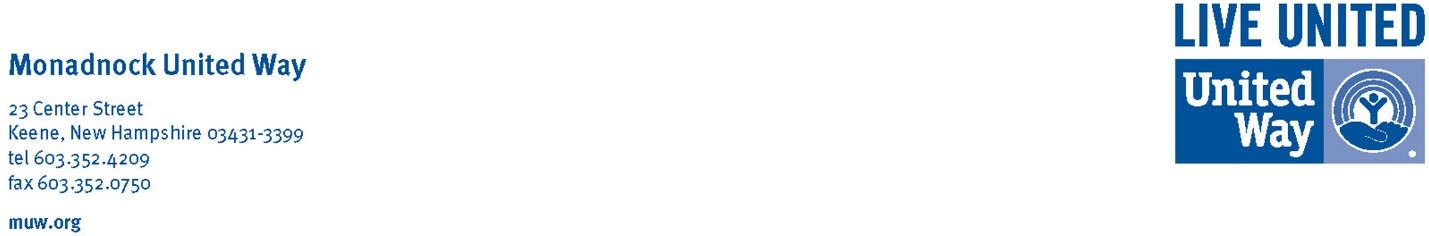 Monadnock United Way
23 Center Street
Keene, New Hampshire 03431-3399
tel 603.352.4209
fax 603.352.0750
muw.org
LIVE UNITED
United
Way